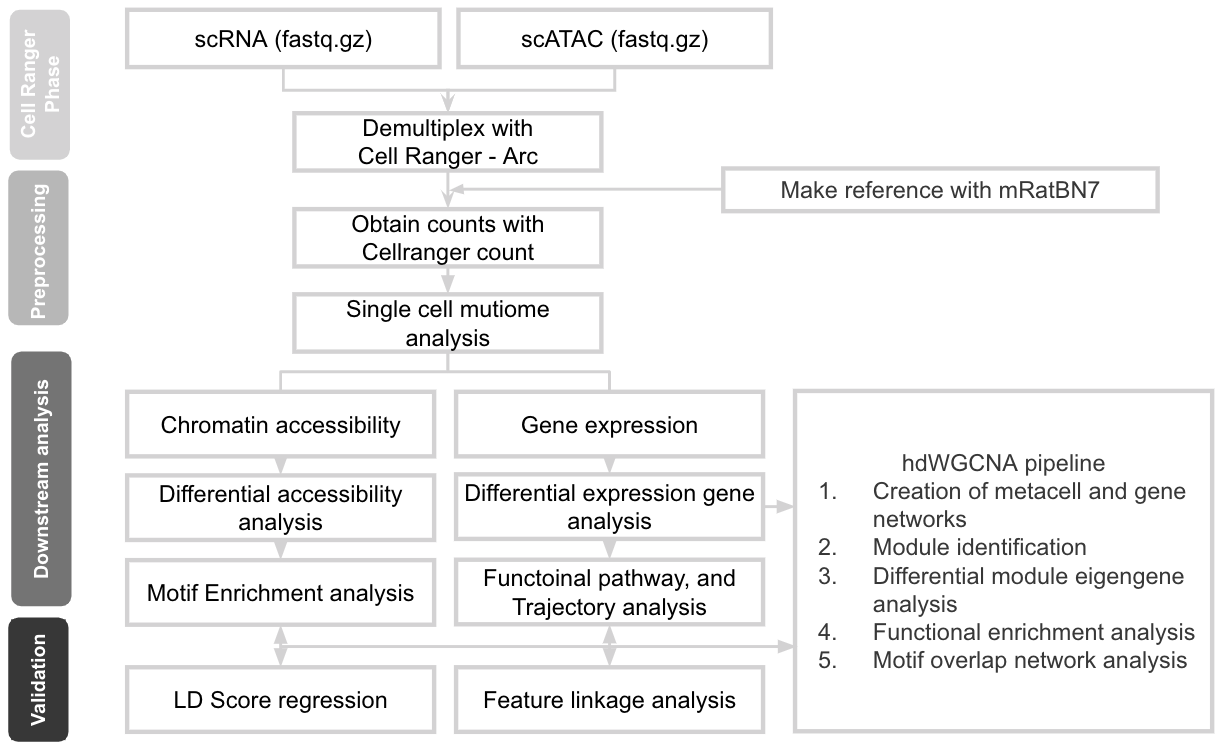 scRNA (fastq.gz)
scATAC (fastq.gz)
Cell Ranger
Phase
Demultiplex with
Cell Ranger - Arc
Make reference with mRatBN7
Preprocessing
Obtain counts with
Cellranger count
Single cell mutiome
analysis
Downstream analysis
Chromatin accessibility
Gene expression
Differential accessibility
analysis
Differential expression gene
analysis
Motif Enrichment analysis
Functoinal pathway, and
Trajectory analysis
hdWGCNA pipeline
1. Creation of metacell and gene
networks
2. Module identification
3. Differential module eigengene
analysis
4. Functional enrichment analysis
5. Motif overlap network analysis
Validation
LD Score regression
Feature linkage analysis